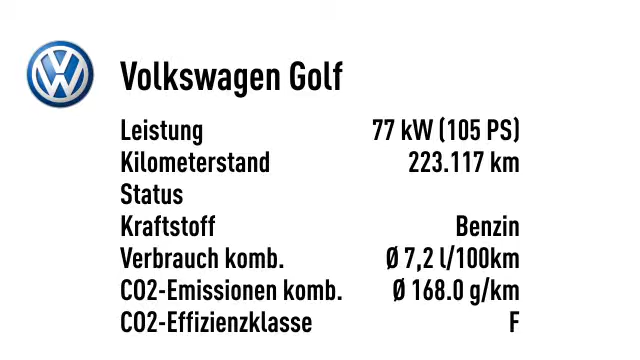 Volkswagen Golf
Leistung 77 kW (105 PS)
Kilometerstand 223.117 km
Status
Kraftstoff Benzin
Verbrauch komb. Ø 7,2 l/100km
CO2-Emissionen komb. Ø 168.0 g/km
CO2-Effizienzklasse F